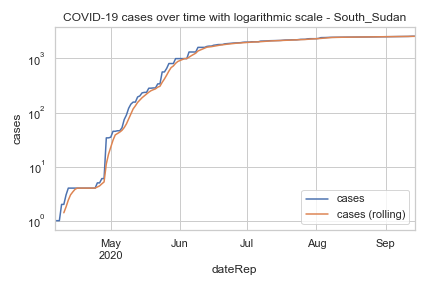 COVID-19 cases over time with logarithmic scale - South_Sudan
cases
10³
10²
10¹
10⁰
cases
cases (rolling)
May
2020
Jun
Jul
Aug
Sep
dateRep